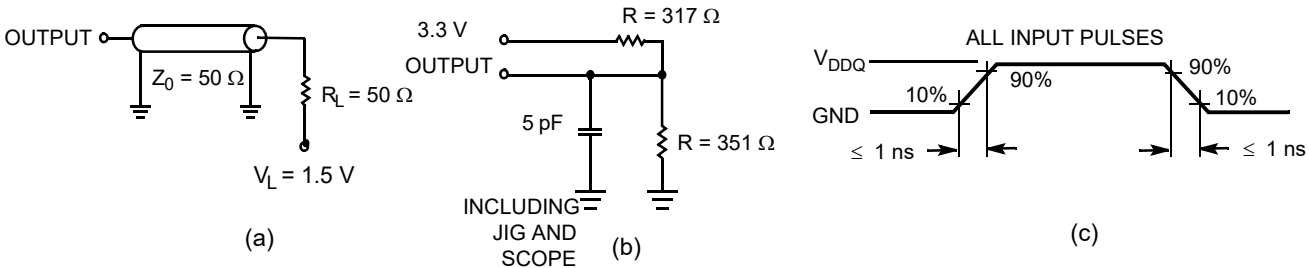 OUTPUT
Z0 = 50 Ω
RL = 50 Ω
VL = 1.5 V
(a)
R = 317 Ω
3.3 V
OUTPUT
5 pF
R = 351 Ω
INCLUDING
JIG AND
SCOPE
(b)
ALL INPUT PULSES
VDDQ
GND
10%
90%
90%
10%
≤ 1 ns
≤ 1 ns
(c)